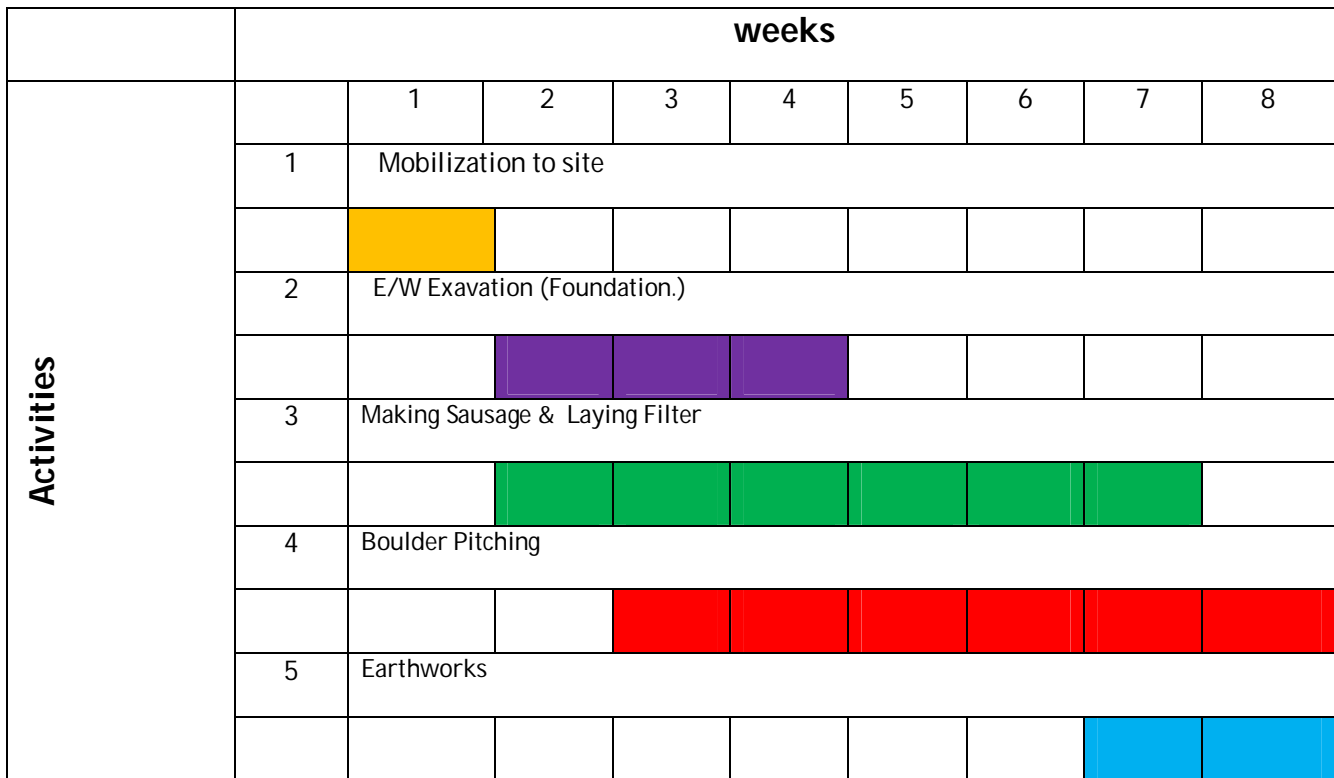 weeks
1 2 3 4 5 6 7 8
1 Mobilization to site
2 E/W Exavation (Foundation.)
Activities
3 Making Sausage & Laying Filter
4 Boulder Pitching
5 Earthworks